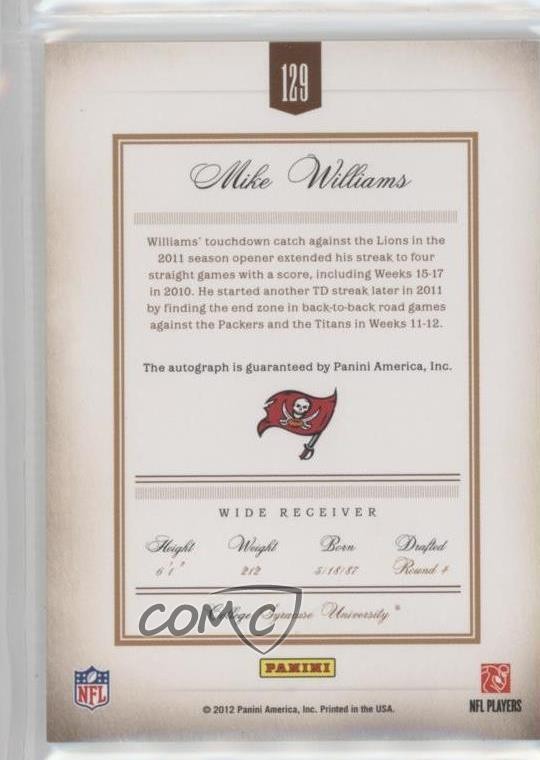 129
Mike Williams
Williams' touchdown catch against the Lions in the
2011 season opener extended his streak to four
straight games with a score, including Weeks 15-17
in 2010. He started another TD streak later in 2011
by finding the end zone in back-to-back road games
against the Packers and the Titans in Weeks 11-12.
The autograph is guaranteed by Panini America, Inc.
WIDE RECEIVER
Height Weight Born Drafted
6'1" 212 5/18/87 Round 4
College Syracuse University®
COMC
PANINI
NFL
NFL PLAYERS
© 2012 Panini America, Inc. Printed in the USA.